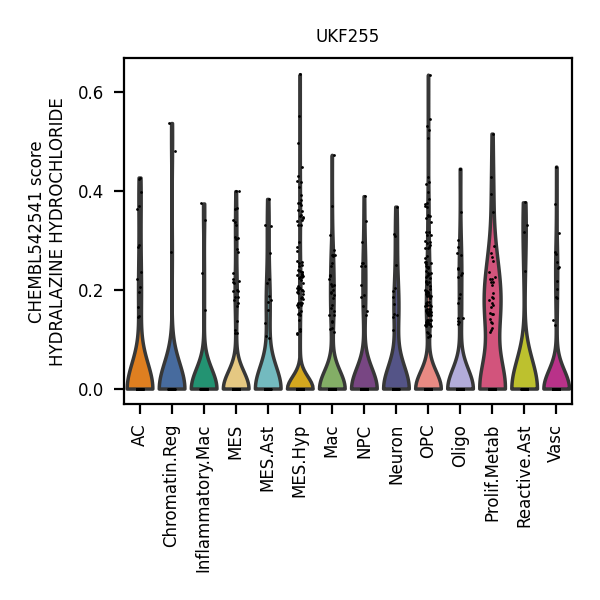 UKF255
CHEMBL542541 score
HYDRALAZINE HYDROCHLORIDE
0.6
0.4
0.2
0.0
AC
Chromatin.Reg
Inflammatory.Mac
MES
MES.Ast
MES.Hyp
Mac
NPC
Neuron
OPC
Oligo
Prolif.Metab
Reactive.Ast
Vasc